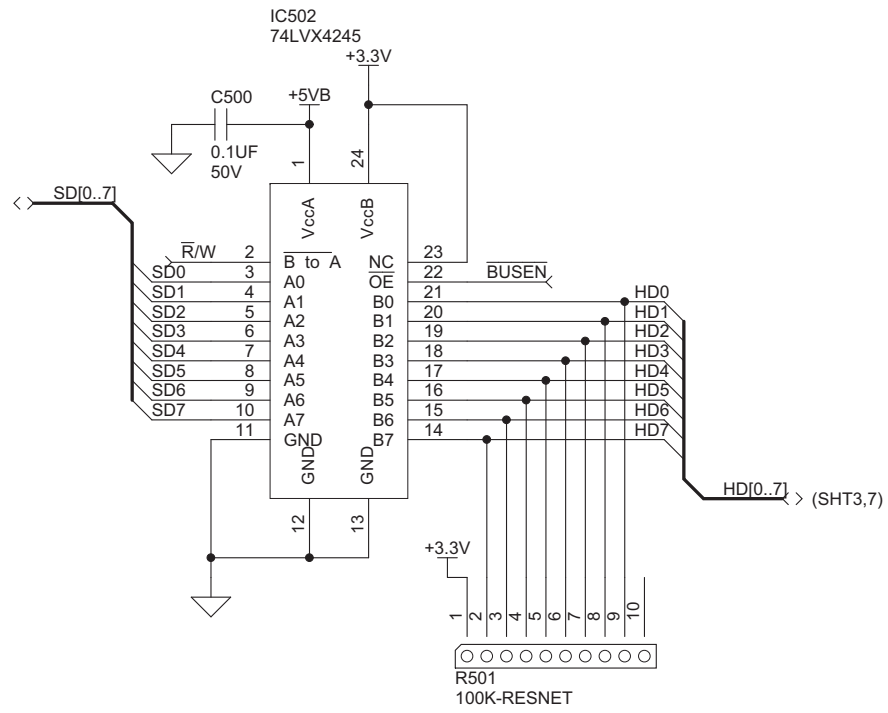 IC502
74LVX4245
+3.3V
C500
+5VB
0.1UF
50V
1
24
SD[0..7]
VccA
VccB
R̅/W
2
B to A
NC
23
SD0
3
A0
O̅E̅
22
B̅U̅S̅E̅N̅
SD1
4
A1
B0
21
HD0
SD2
5
A2
B1
20
HD1
SD3
6
A3
B2
19
HD2
SD4
7
A4
B3
18
HD3
SD5
8
A5
B4
17
HD4
SD6
9
A6
B5
16
HD5
SD7
10
A7
B6
15
HD6
11
GND
B7
14
HD7
GND
GND
12
13
HD[0..7]
(SHT3,7)
+3.3V
1
2
3
4
5
6
7
8
9
10
R501
100K-RESNET